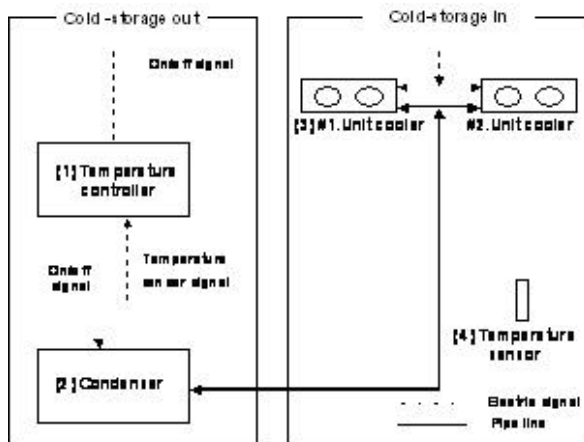 Cold-storage out
Cold-storage in
On/off signal
[3]#1.Unit cooler
#2.Unit cooler
[1]Temperature
controller
On/off
signal
Temperature
sensor signal
[4]Temperature
sensor
[2]Condenser
Electric signal
Pipe line